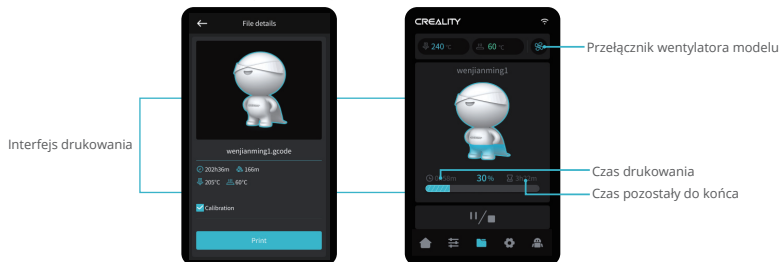 File details
wenjianming1.gcode
202h36m 166m
205°C 60°C
Calibration
Print
Interfejs drukowania
CREALITY
240 °C 60 °C
wenjianming1
30% 3h23m
Przełącznik wentylatora modelu
Czas drukowania
Czas pozostały do końca